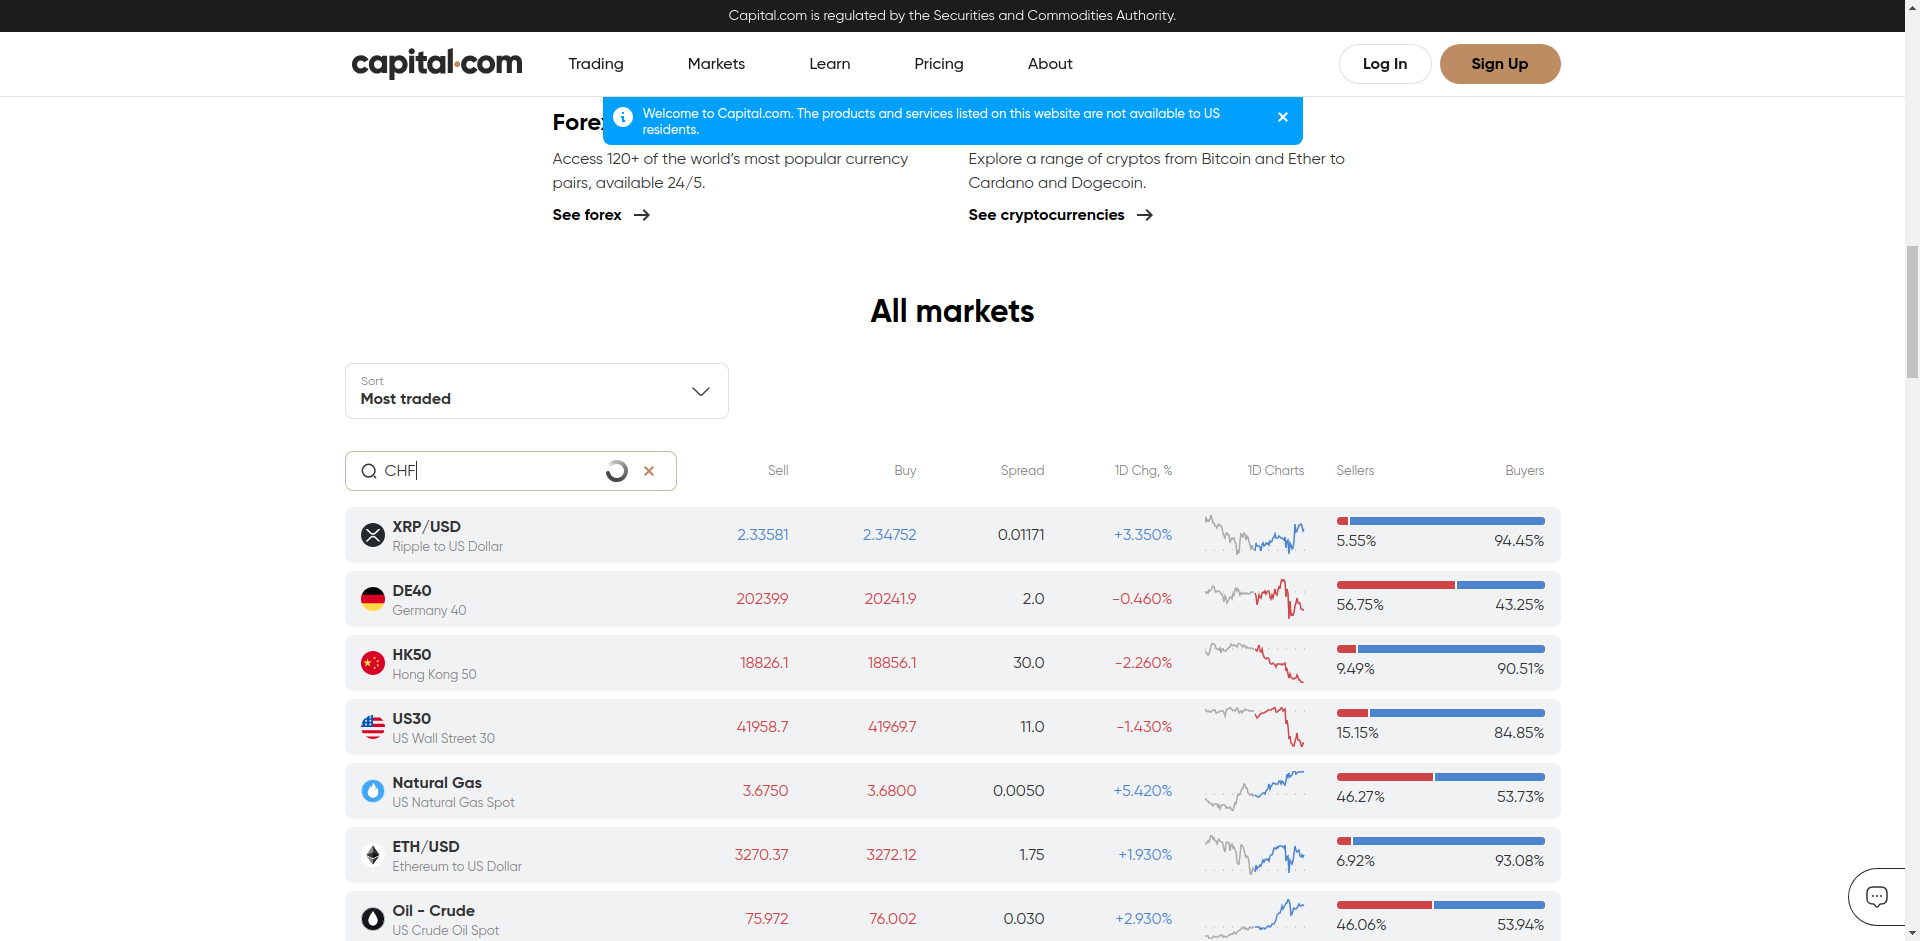 Capital.com is regulated by the Securities and Commodities Authority.
capital.com
Trading
Markets
Learn
Pricing
About
Log In
Sign Up
Welcome to Capital.com. The products and services listed on this website are not available to US
residents.
Access 120+ of the world's most popular currency
pairs, available 24/5.
See forex
Explore a range of cryptos from Bitcoin and Ether to
Cardano and Dogecoin.
See cryptocurrencies
All markets
Sort
Most traded
CHF
Sell
Buy
Spread
1D Chg, %
1D Charts
Sellers
Buyers
XRP/USD
Ripple to US Dollar
2.33581
2.34752
0.01171
+3.350%
5.55%
94.45%
DE40
Germany 40
20239.9
20241.9
2.0
-0.460%
56.75%
43.25%
HK50
Hong Kong 50
18826.1
18856.1
30.0
-2.260%
9.49%
90.51%
US30
US Wall Street 30
41958.7
41969.7
11.0
-1.430%
15.15%
84.85%
Natural Gas
US Natural Gas Spot
3.6750
3.6800
0.0050
+5.420%
46.27%
53.73%
ETH/USD
Ethereum to US Dollar
3270.37
3272.12
1.75
+1.930%
6.92%
93.08%
Oil - Crude
US Crude Oil Spot
75.972
76.002
0.030
+2.930%
46.06%
53.94%